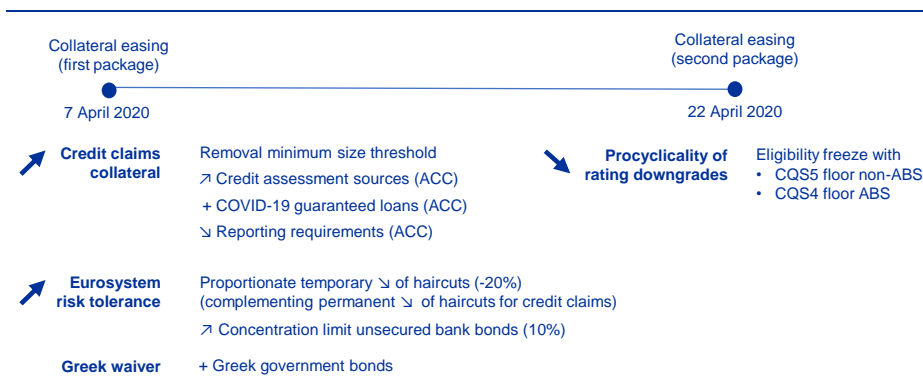 Collateral easing
(first package)
7 April 2020
Collateral easing
(second package)
22 April 2020
Credit claims
collateral
Removal minimum size threshold
↗ Credit assessment sources (ACC)
+ COVID-19 guaranteed loans (ACC)
↘ Reporting requirements (ACC)
Procyclicality of
rating downgrades
Eligibility freeze with
• CQS5 floor non-ABS
• CQS4 floor ABS
Eurosystem
risk tolerance
Proportionate temporary ↘ of haircuts (-20%)
(complementing permanent ↘ of haircuts for credit claims)
↗ Concentration limit unsecured bank bonds (10%)
Greek waiver
+ Greek government bonds